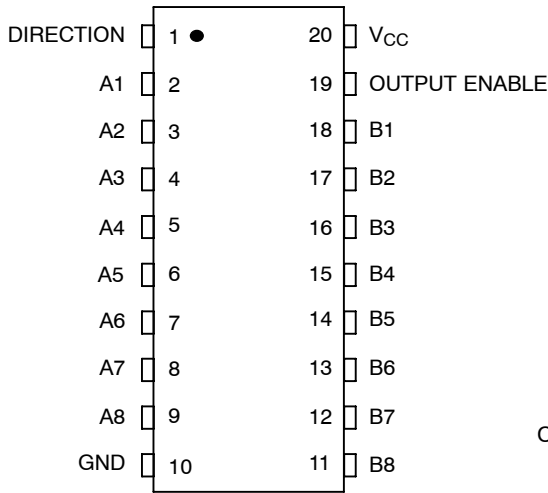 DIRECTION 1 20 VCC
A1 2 19 OUTPUT ENABLE
A2 3 18 B1
A3 4 17 B2
A4 5 16 B3
A5 6 15 B4
A6 7 14 B5
A7 8 13 B6
A8 9 12 B7
GND 10 11 B8